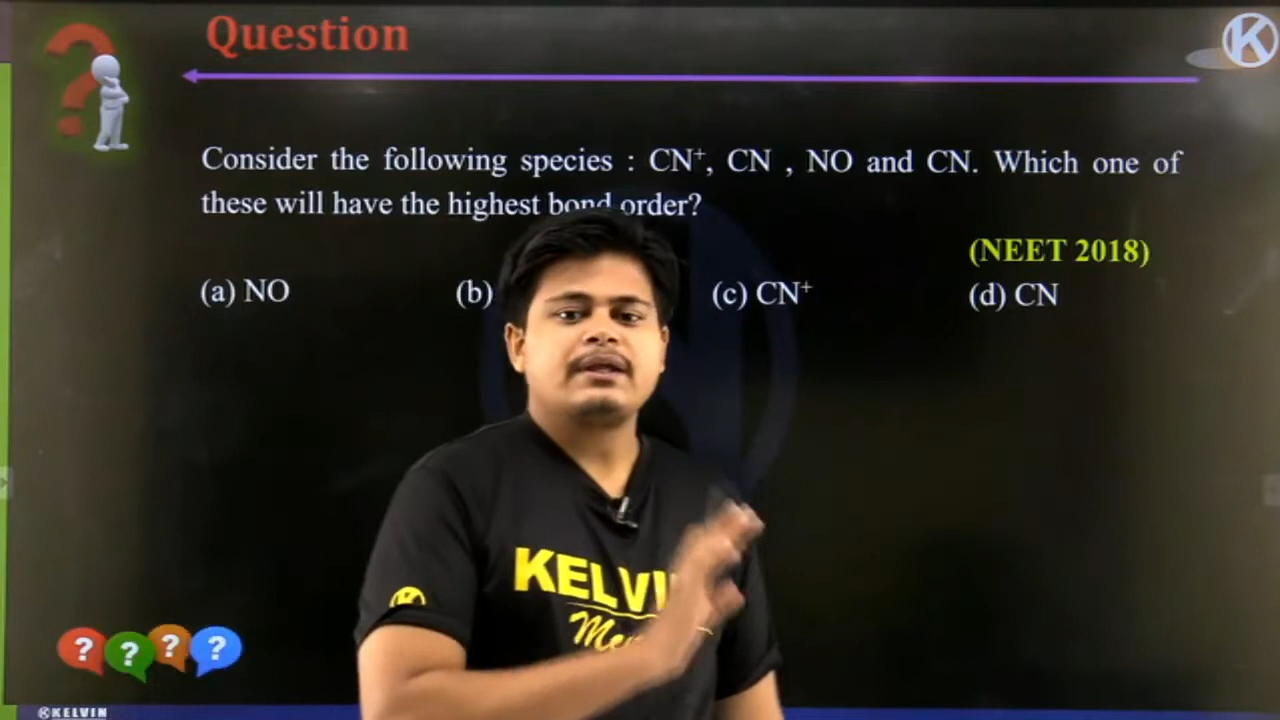 Question
Consider the following species : CN⁺, CN , NO and CN. Which one of
these will have the highest bond order?
(NEET 2018)
(a) NO (b) (c) CN⁺ (d) CN
KELVI
? ? ? ?
KELVIN